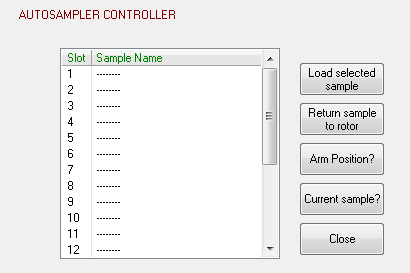 AUTOSAMPLER CONTROLLER
Slot Sample Name
1 --------
2 --------
3 --------
4 --------
5 --------
6 --------
7 --------
8 --------
9 --------
10 --------
11 --------
12 --------
Load selected
sample
Return sample
to rotor
Arm Position?
Current sample?
Close